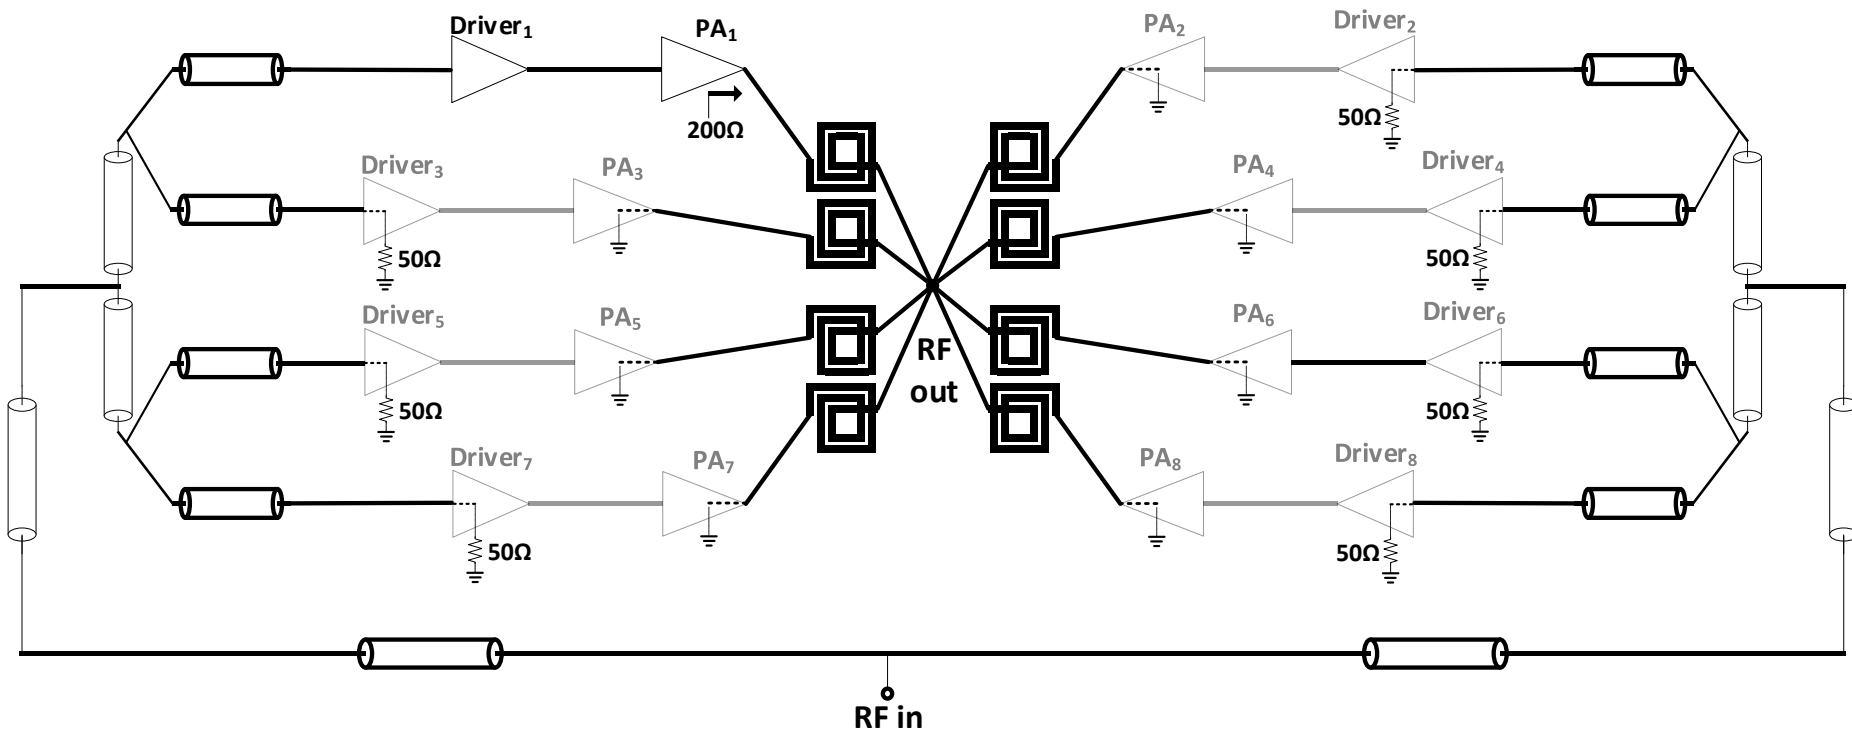 Driver₁
PA₁
PA₂
Driver₂
200Ω
50Ω
Driver₃
PA₃
PA₄
Driver₄
50Ω
50Ω
Driver₅
PA₅
RF
out
PA₆
Driver₆
50Ω
50Ω
Driver₇
PA₇
PA₈
Driver₈
50Ω
50Ω
RF in